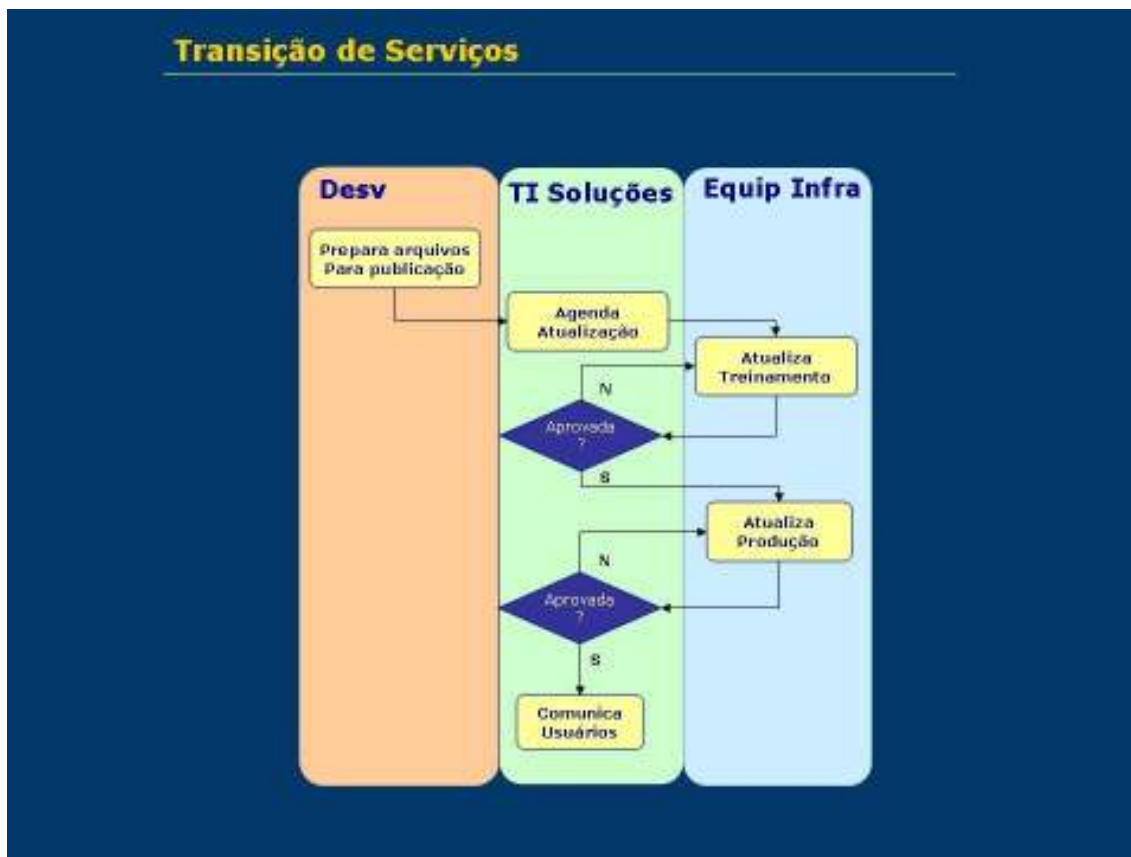 Transição de Serviços
Desv
TI Soluções
Equip Infra
Prepara arquivos
Para publicação
Agenda
Atualização
Atualiza
Treinamento
N
Aprovada
?
S
Atualiza
Produção
N
Aprovada
?
S
Comunica
Usuários